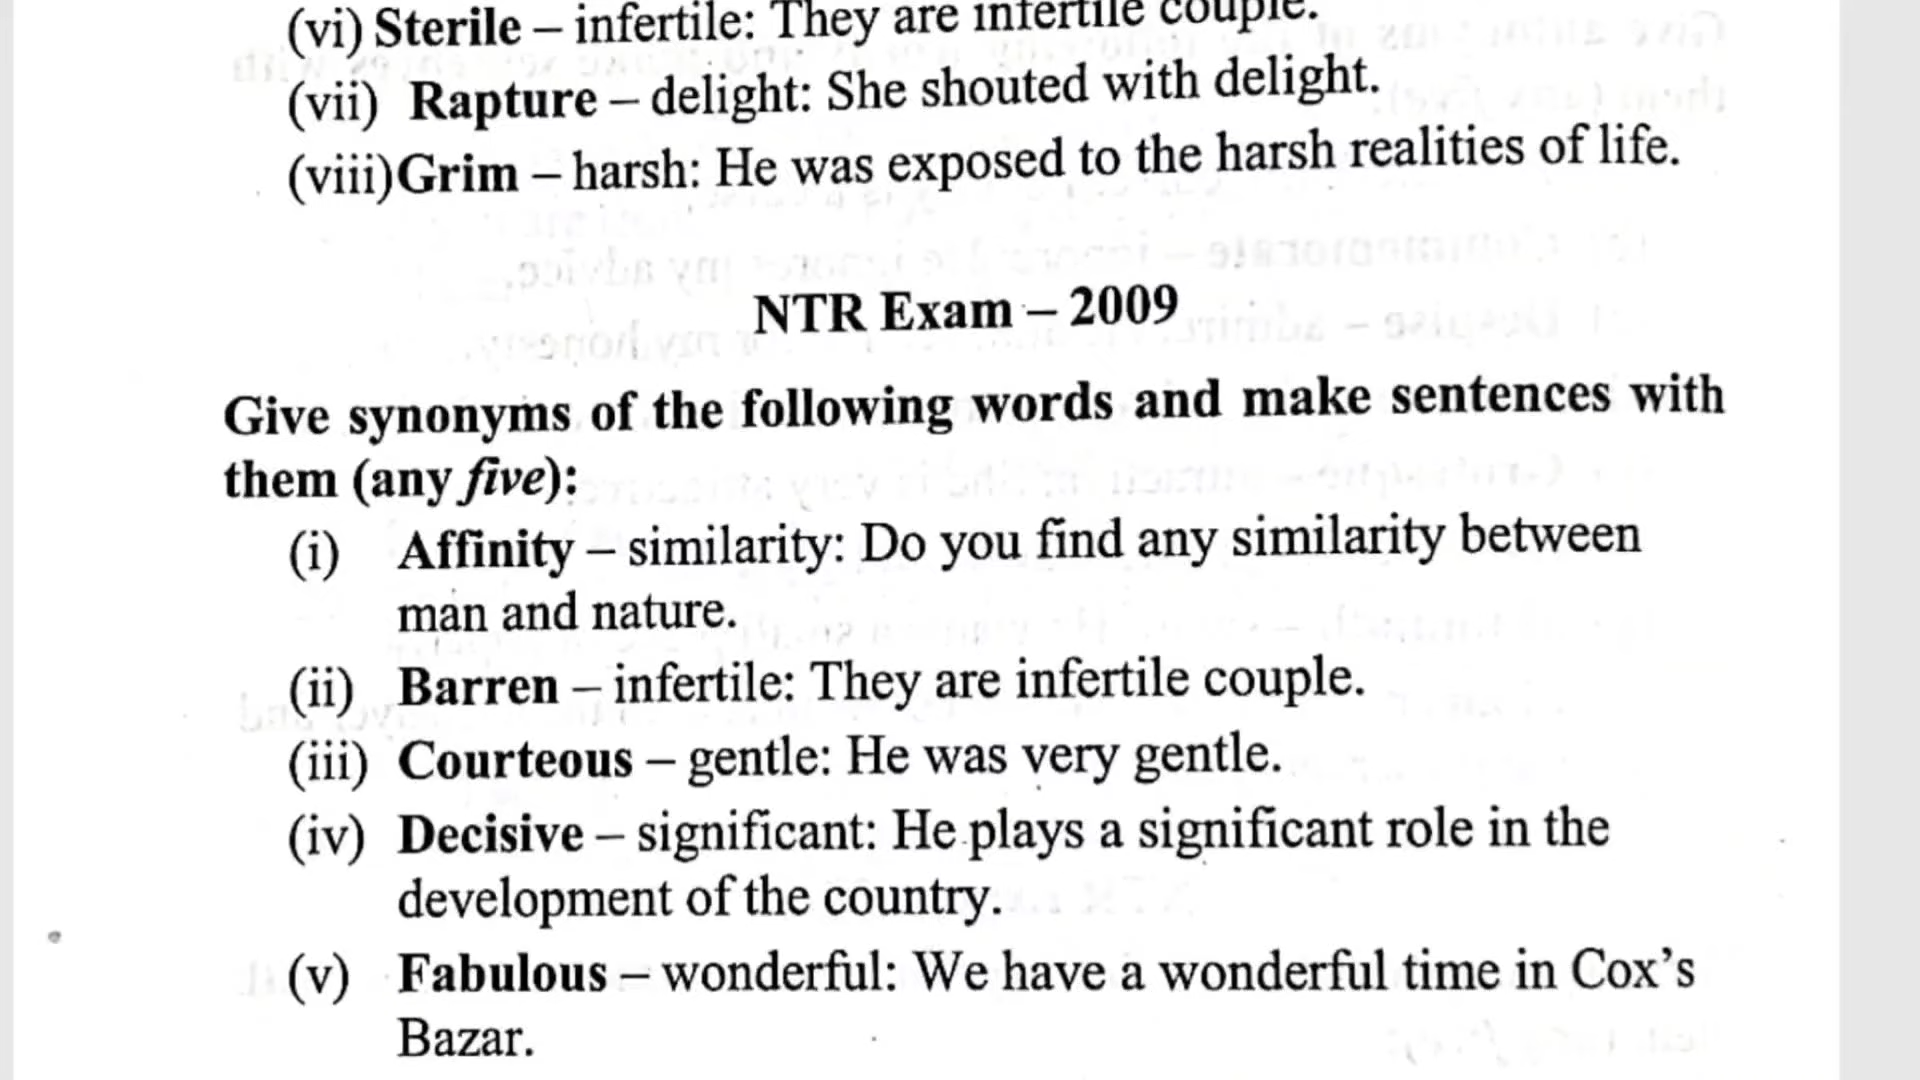 (vi) Sterile – infertile: They are infertile couple.
(vii) Rapture – delight: She shouted with delight.
(viii)Grim – harsh: He was exposed to the harsh realities of life.
NTR Exam – 2009
Give synonyms of the following words and make sentences with
them (any five):
(i) Affinity – similarity: Do you find any similarity between
man and nature.
(ii) Barren – infertile: They are infertile couple.
(iii) Courteous – gentle: He was very gentle.
(iv) Decisive – significant: He plays a significant role in the
development of the country.
(v) Fabulous – wonderful: We have a wonderful time in Cox's
Bazar.